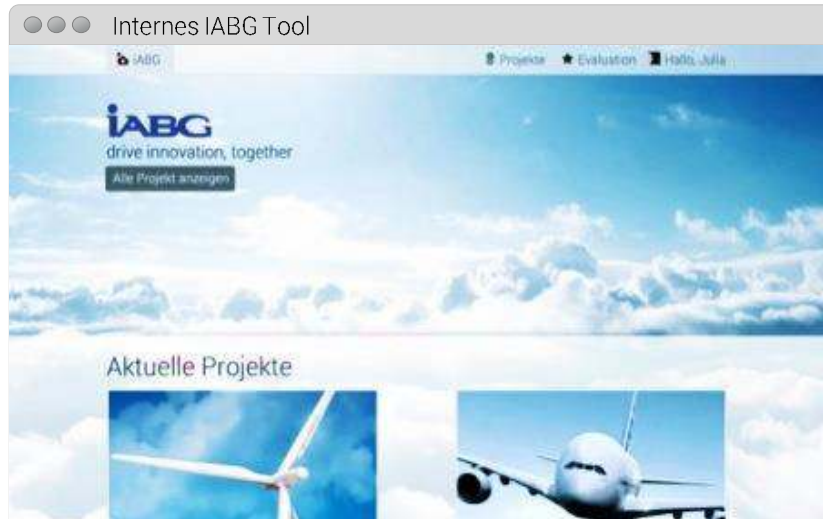 Internes IABG Tool
iABG
Projekte
Evaluation
Hallo, Julia
iABG
drive innovation, together
Alle Projekt anzeigen
Aktuelle Projekte